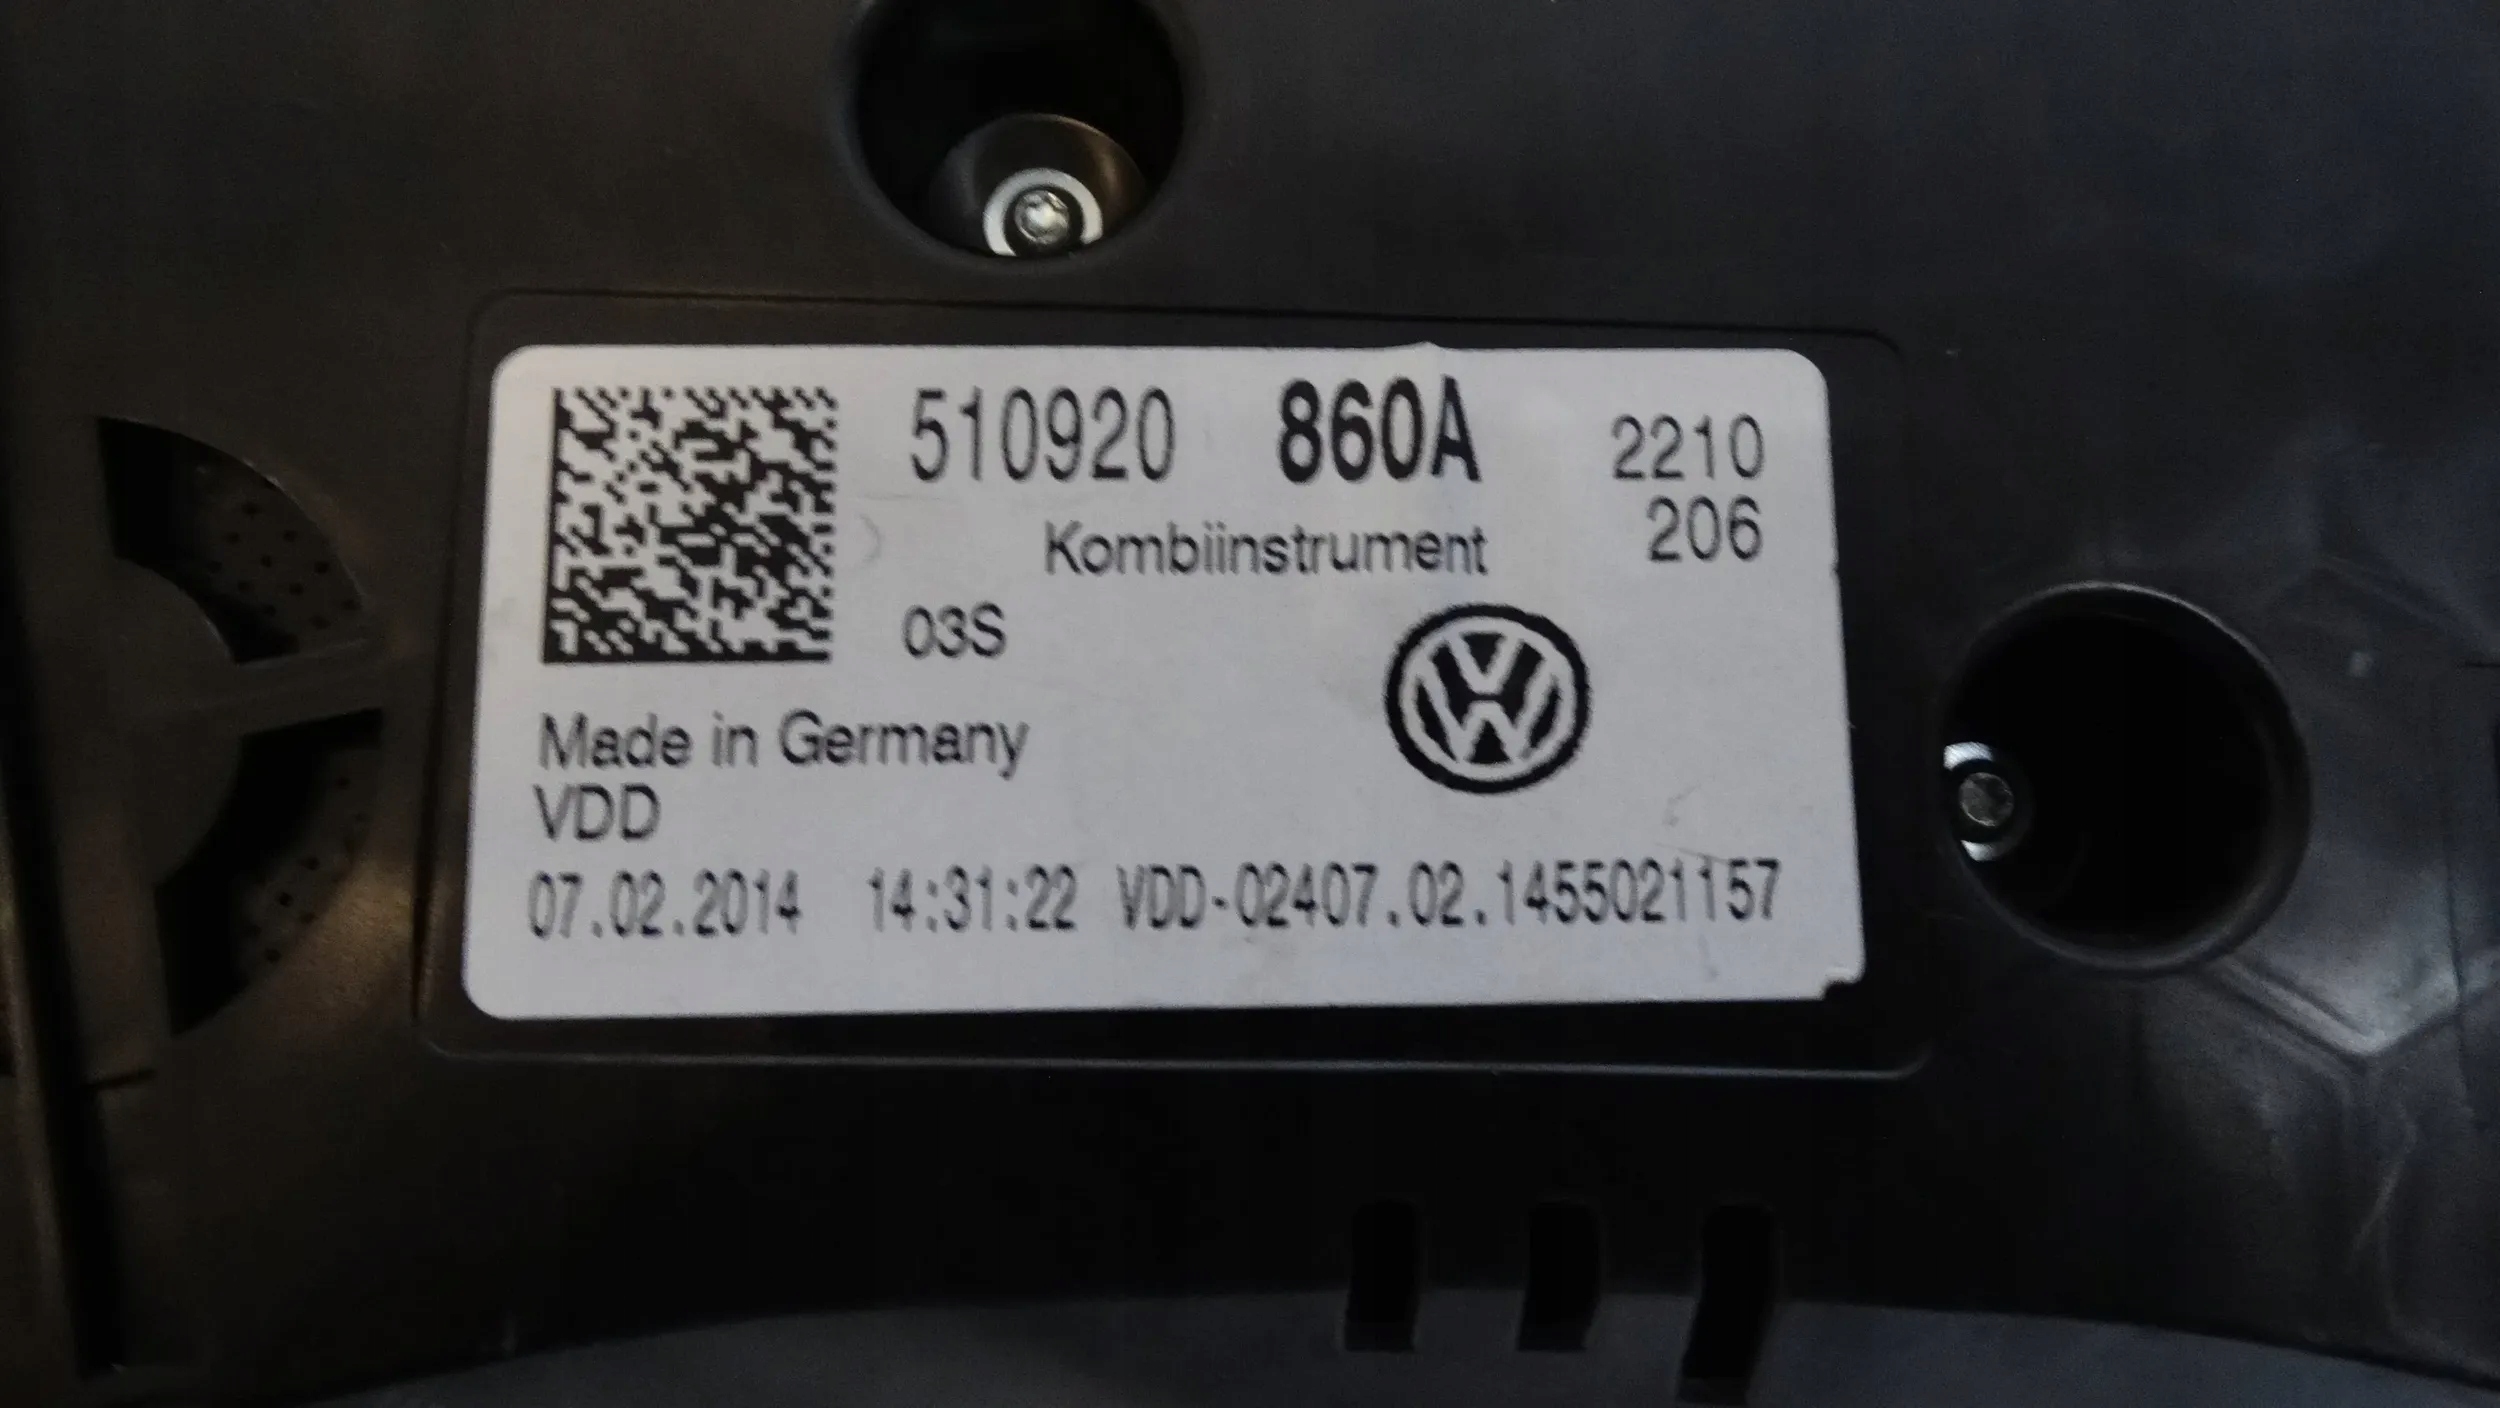 510920 860A 2210
206
Kombiinstrument
03S
Made in Germany
VDD
07.02.2014 14:31:22 VDD-02407.02.1455021157